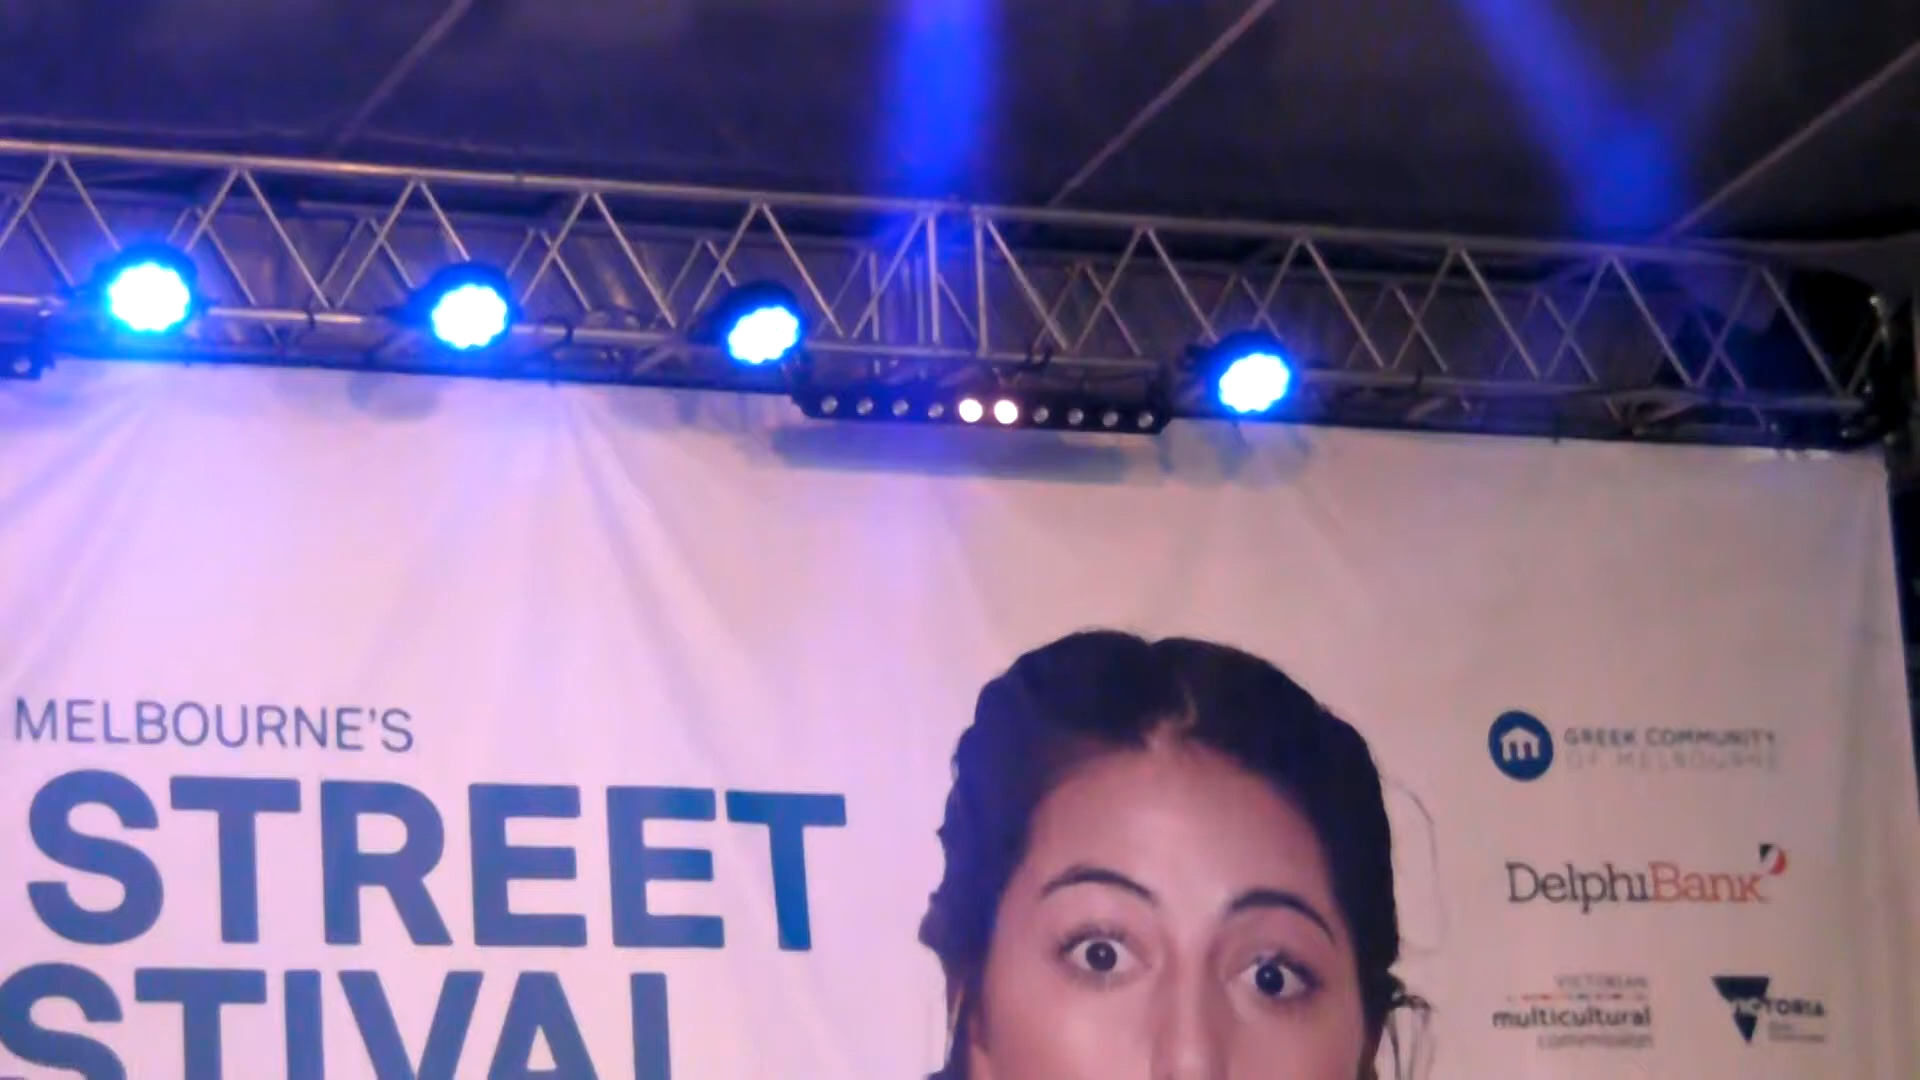 MELBOURNE'S
STREET
STIVAL
GREEK COMMUNITY
OF MELBOURNE
DelphiBank
VICTORIAN
multicultural
commission
VICTORIA